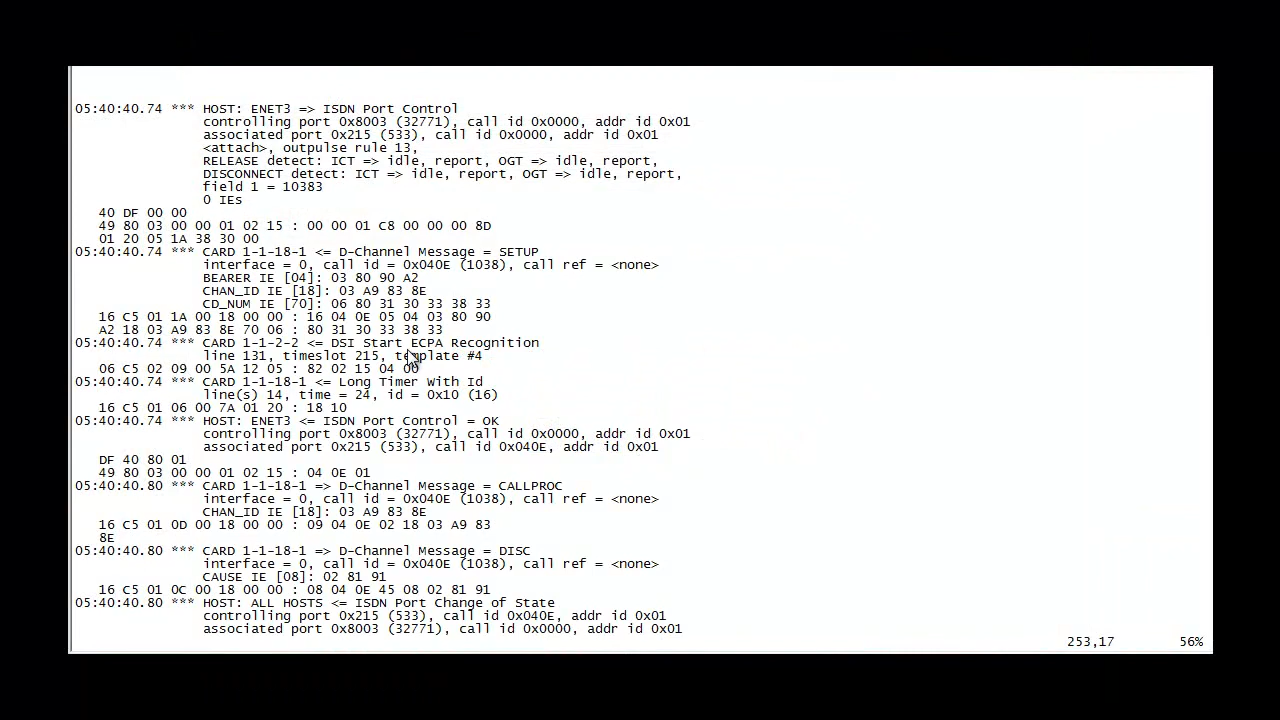 05:40:40.74 *** HOST: ENET3 => ISDN Port Control
controlling port 0x8003 (32771), call id 0x0000, addr id 0x01
associated port 0x215 (533), call id 0x0000, addr id 0x01
<attach>, outpulse rule 13,
RELEASE detect: ICT => idle, report, OGT => idle, report,
DISCONNECT detect: ICT => idle, report, OGT => idle, report,
field 1 = 10383
0 IEs
40 DF 00 00
49 80 03 00 00 01 02 15 : 00 00 01 C8 00 00 00 8D
01 20 05 1A 38 30 00
05:40:40.74 *** CARD 1-1-18-1 <= D-Channel Message = SETUP
interface = 0, call id = 0x040E (1038), call ref = <none>
BEARER IE [04]: 03 80 90 A2
CHAN_ID IE [18]: 03 A9 83 8E
CD_NUM IE [70]: 06 80 31 30 33 38 33
16 C5 01 1A 00 18 00 00 : 16 04 0E 05 04 03 80 90
A2 18 03 A9 83 8E 70 06 : 80 31 30 33 38 33
05:40:40.74 *** CARD 1-1-2-2 <= DSI Start ECPA Recognition
line 131, timeslot 215, template #4
06 C5 02 09 00 5A 12 05 : 82 02 15 04 00
05:40:40.74 *** CARD 1-1-18-1 <= Long Timer With Id
line(s) 14, time = 24, id = 0x10 (16)
16 C5 01 06 00 7A 01 20 : 18 10
05:40:40.74 *** HOST: ENET3 <= ISDN Port Control = OK
controlling port 0x8003 (32771), call id 0x0000, addr id 0x01
associated port 0x215 (533), call id 0x040E, addr id 0x01
DF 40 80 01
49 80 03 00 00 01 02 15 : 04 0E 01
05:40:40.80 *** CARD 1-1-18-1 => D-Channel Message = CALLPROC
interface = 0, call id = 0x040E (1038), call ref = <none>
CHAN_ID IE [18]: 03 A9 83 8E
16 C5 01 0D 00 18 00 00 : 09 04 0E 02 18 03 A9 83
8E
05:40:40.80 *** CARD 1-1-18-1 => D-Channel Message = DISC
interface = 0, call id = 0x040E (1038), call ref = <none>
CAUSE IE [08]: 02 81 91
16 C5 01 0C 00 18 00 00 : 08 04 0E 45 08 02 81 91
05:40:40.80 *** HOST: ALL HOSTS <= ISDN Port Change of State
controlling port 0x215 (533), call id 0x040E, addr id 0x01
associated port 0x8003 (32771), call id 0x0000, addr id 0x01
253,17 56%